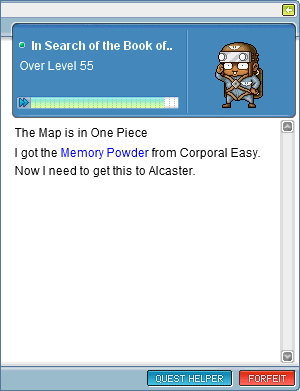 In Search of the Book of..
Over Level 55
The Map is in One Piece
I got the Memory Powder from Corporal Easy.
Now I need to get this to Alcaster.
QUEST HELPER FORFEIT